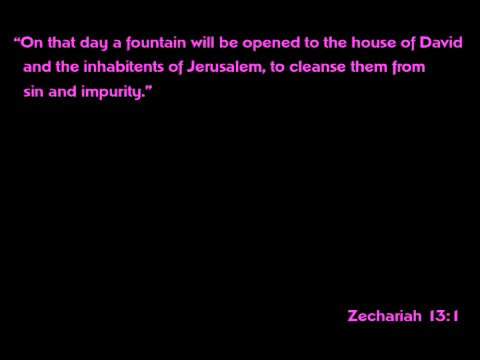 “On that day a fountain will be opened to the house of David
and the inhabitents of Jerusalem, to cleanse them from
sin and impurity.”
Zechariah 13:1